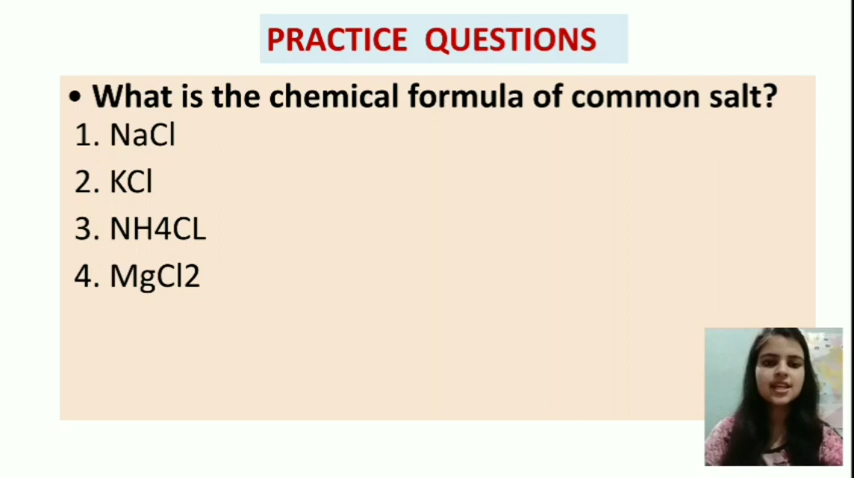 PRACTICE QUESTIONS
• What is the chemical formula of common salt?
1. NaCl
2. KCl
3. NH4CL
4. MgCl2